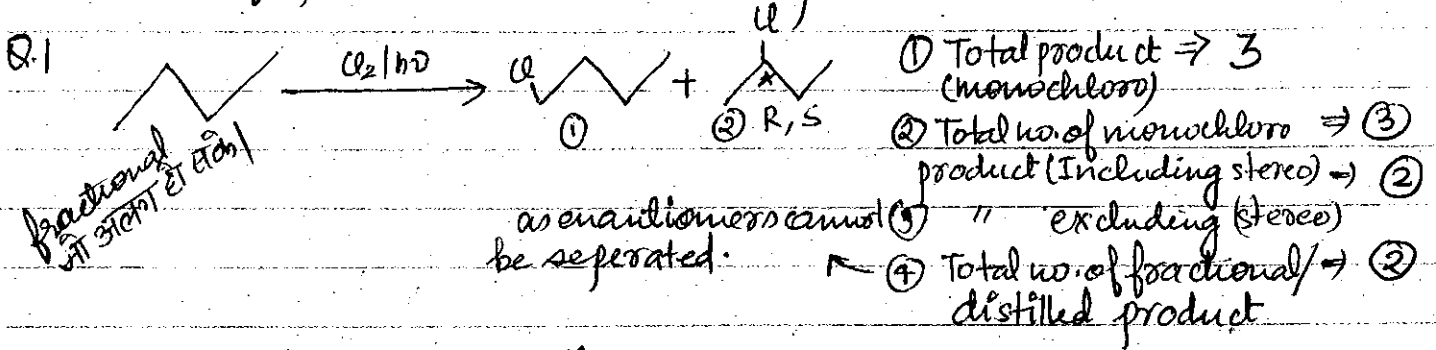 Q.1
Cl₂/hν
Cl
+
Cl
① ② R, S
① Total product ⇒ 3
(monochloro)
② Total no. of monochloro ⇒ ③
product (Including stereo) → ②
③ " excluding (stereo)
④ Total no. of fractional/ ⇒ ②
distilled product
as enantiomers cannot
be seperated.
fractional
जो अलग हो सके।